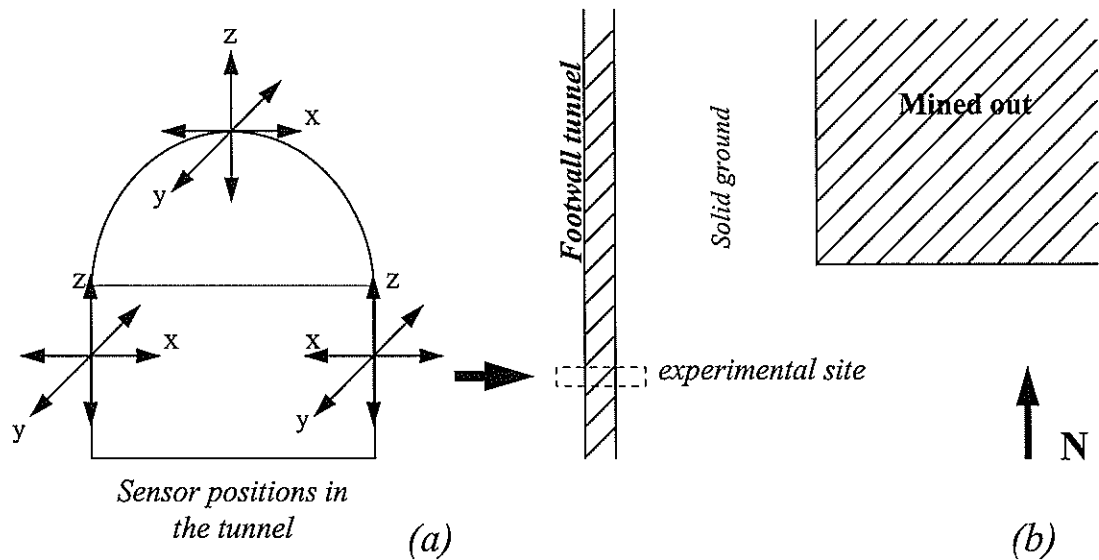 z
x
y
z
x
y
z
x
y
Sensor positions in
the tunnel
(a)
Footwall tunnel
Solid ground
Mined out
experimental site
N
(b)